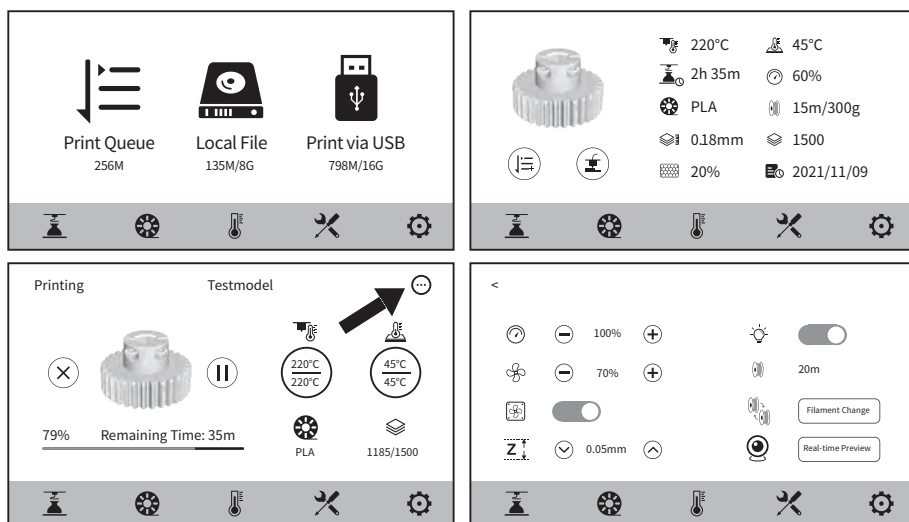 Print Queue
256M
Local File
135M/8G
Print via USB
798M/16G
220°C
45°C
2h 35m
60%
PLA
15m/300g
0.18mm
1500
20%
2021/11/09
Printing
Testmodel
220°C
220°C
45°C
45°C
79%
Remaining Time: 35m
PLA
1185/1500
<
100%
70%
20m
Filament Change
Z
0.05mm
Real-time Preview